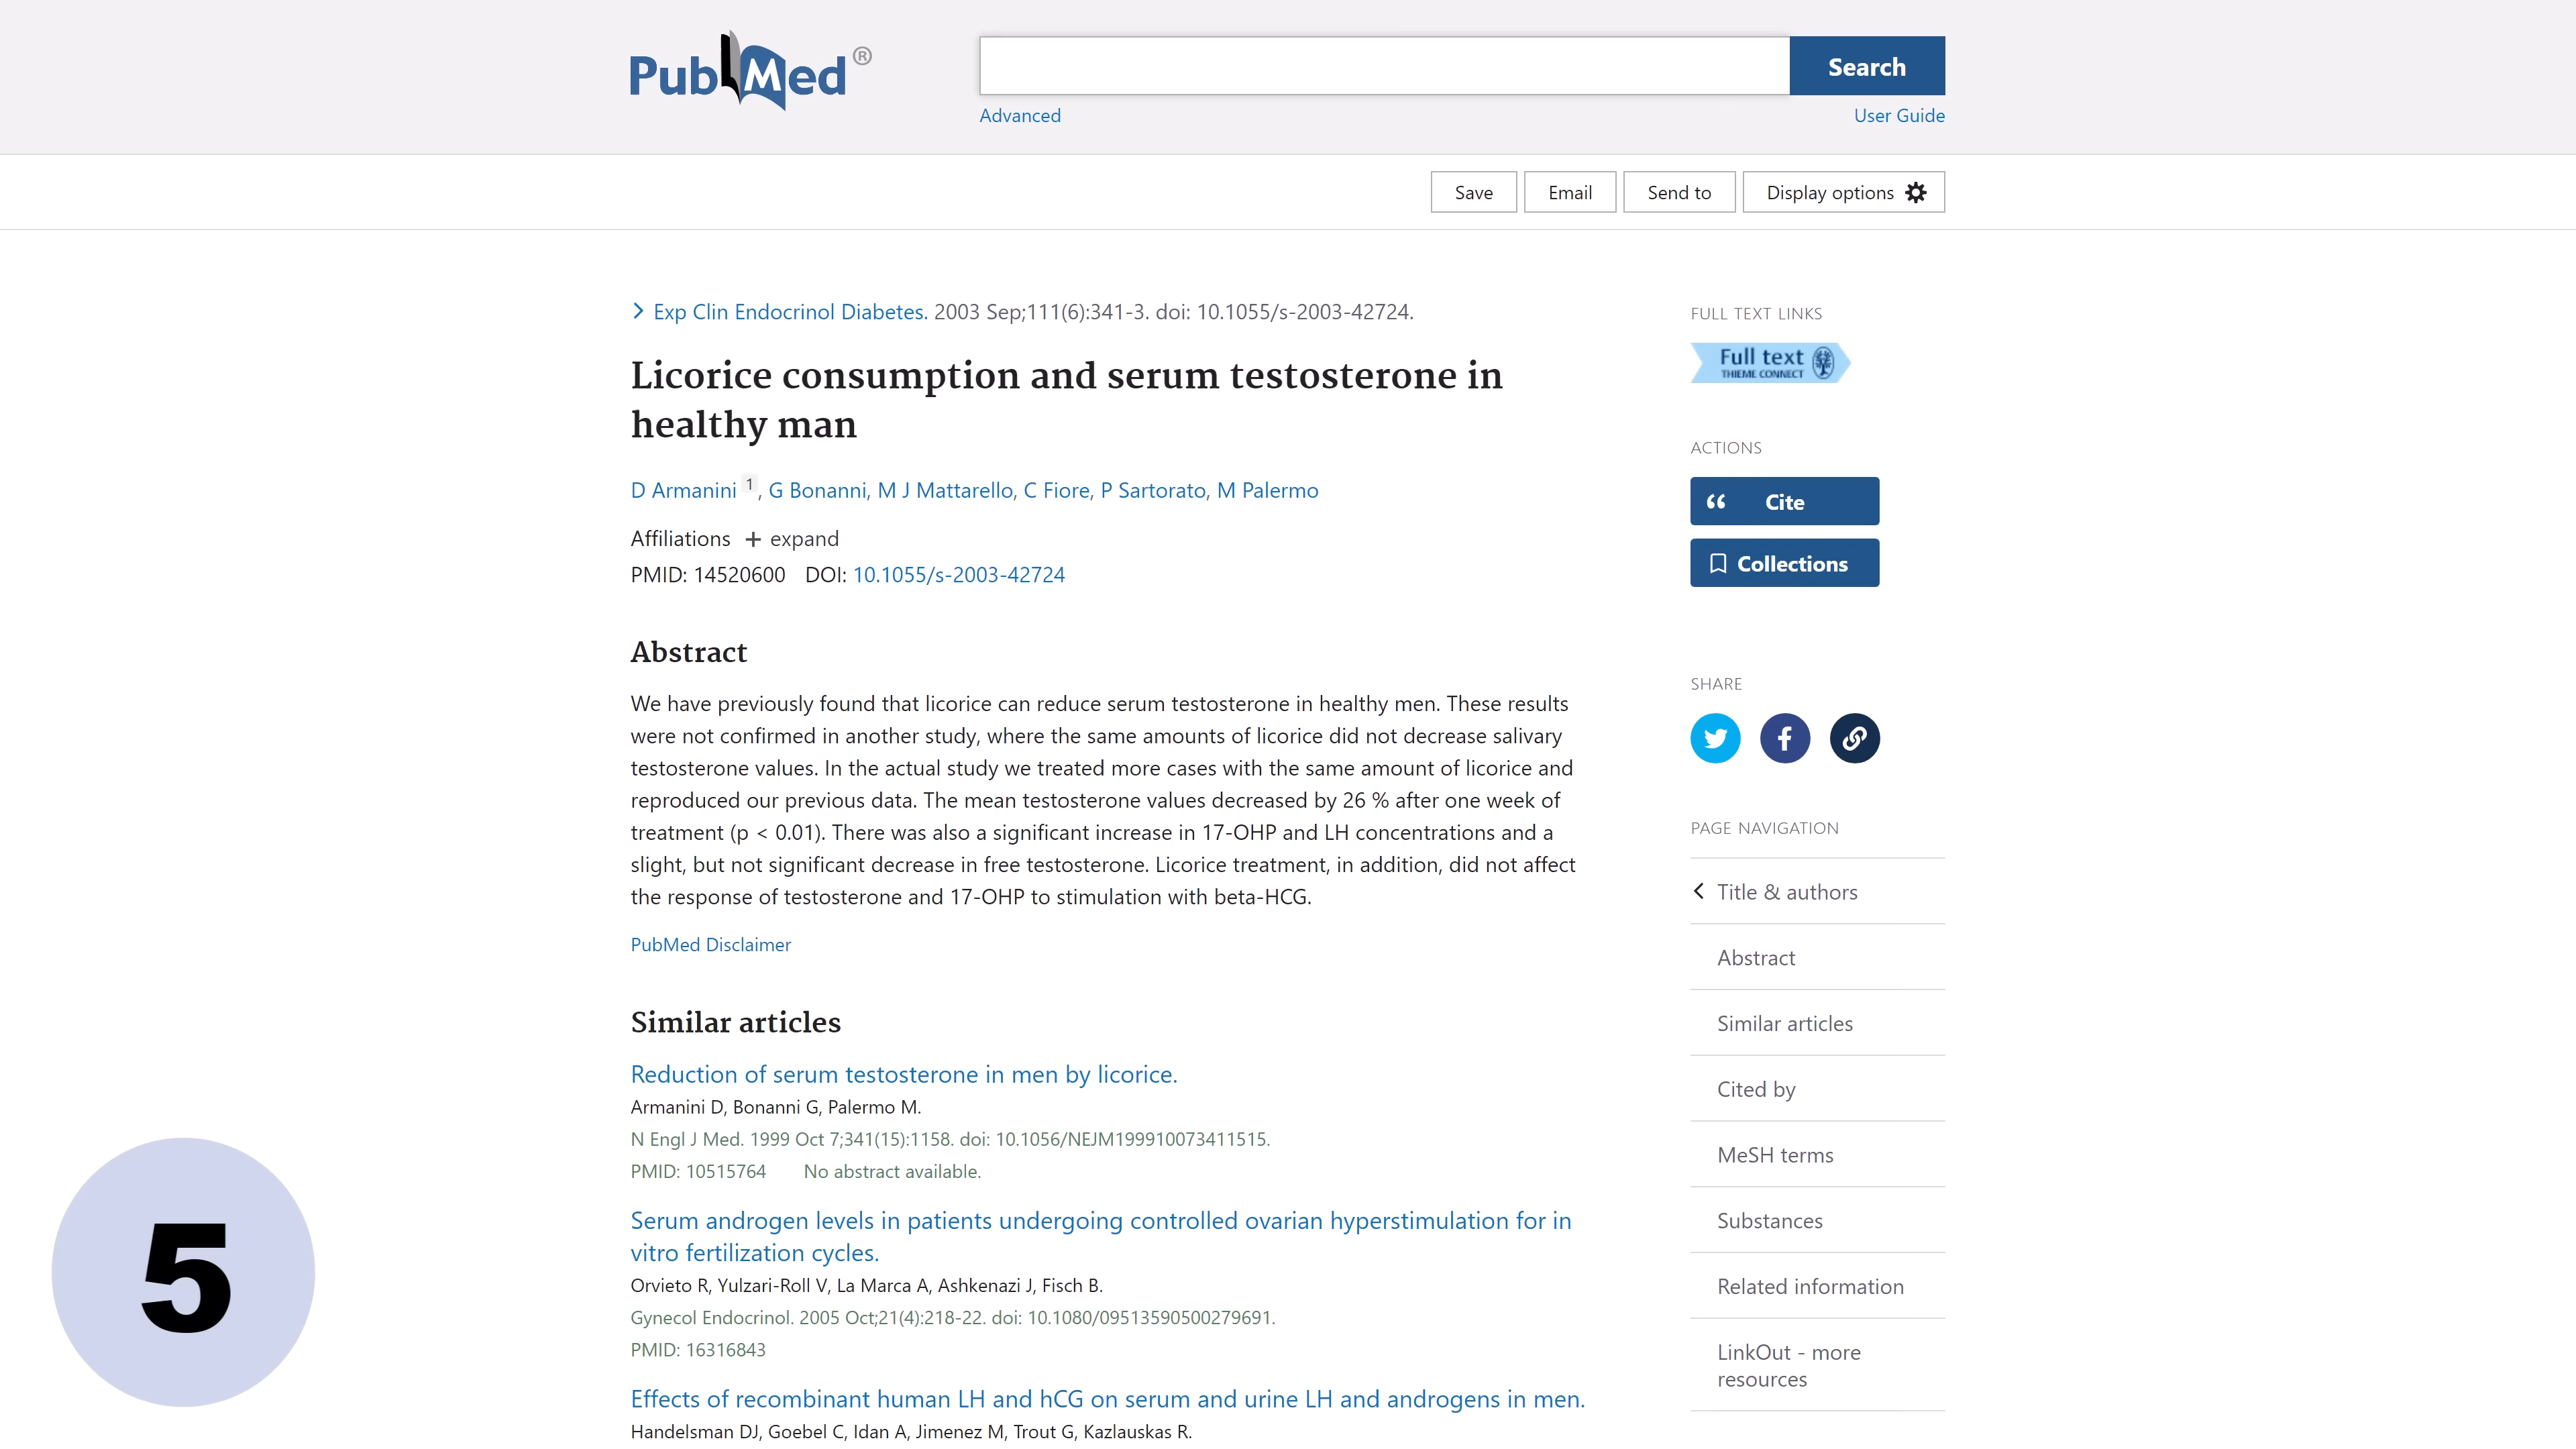 PubMed ®
Search
Advanced
User Guide
Save
Email
Send to
Display options
Exp Clin Endocrinol Diabetes. 2003 Sep;111(6):341-3. doi: 10.1055/s-2003-42724.
Licorice consumption and serum testosterone in
healthy man
D Armanini 1, G Bonanni, M J Mattarello, C Fiore, P Sartorato, M Palermo
Affiliations + expand
PMID: 14520600 DOI: 10.1055/s-2003-42724
Abstract
We have previously found that licorice can reduce serum testosterone in healthy men. These results
were not confirmed in another study, where the same amounts of licorice did not decrease salivary
testosterone values. In the actual study we treated more cases with the same amount of licorice and
reproduced our previous data. The mean testosterone values decreased by 26 % after one week of
treatment (p < 0.01). There was also a significant increase in 17-OHP and LH concentrations and a
slight, but not significant decrease in free testosterone. Licorice treatment, in addition, did not affect
the response of testosterone and 17-OHP to stimulation with beta-HCG.
PubMed Disclaimer
Similar articles
Reduction of serum testosterone in men by licorice.
Armanini D, Bonanni G, Palermo M.
N Engl J Med. 1999 Oct 7;341(15):1158. doi: 10.1056/NEJM199910073411515.
PMID: 10515764 No abstract available.
Serum androgen levels in patients undergoing controlled ovarian hyperstimulation for in
vitro fertilization cycles.
Orvieto R, Yulzari-Roll V, La Marca A, Ashkenazi J, Fisch B.
Gynecol Endocrinol. 2005 Oct;21(4):218-22. doi: 10.1080/09513590500279691.
PMID: 16316843
Effects of recombinant human LH and hCG on serum and urine LH and androgens in men.
Handelsman DJ, Goebel C, Idan A, Jimenez M, Trout G, Kazlauskas R.
FULL TEXT LINKS
Full text
THIEME CONNECT
ACTIONS
Cite
Collections
SHARE
PAGE NAVIGATION
Title & authors
Abstract
Similar articles
Cited by
MeSH terms
Substances
Related information
LinkOut - more
resources
5